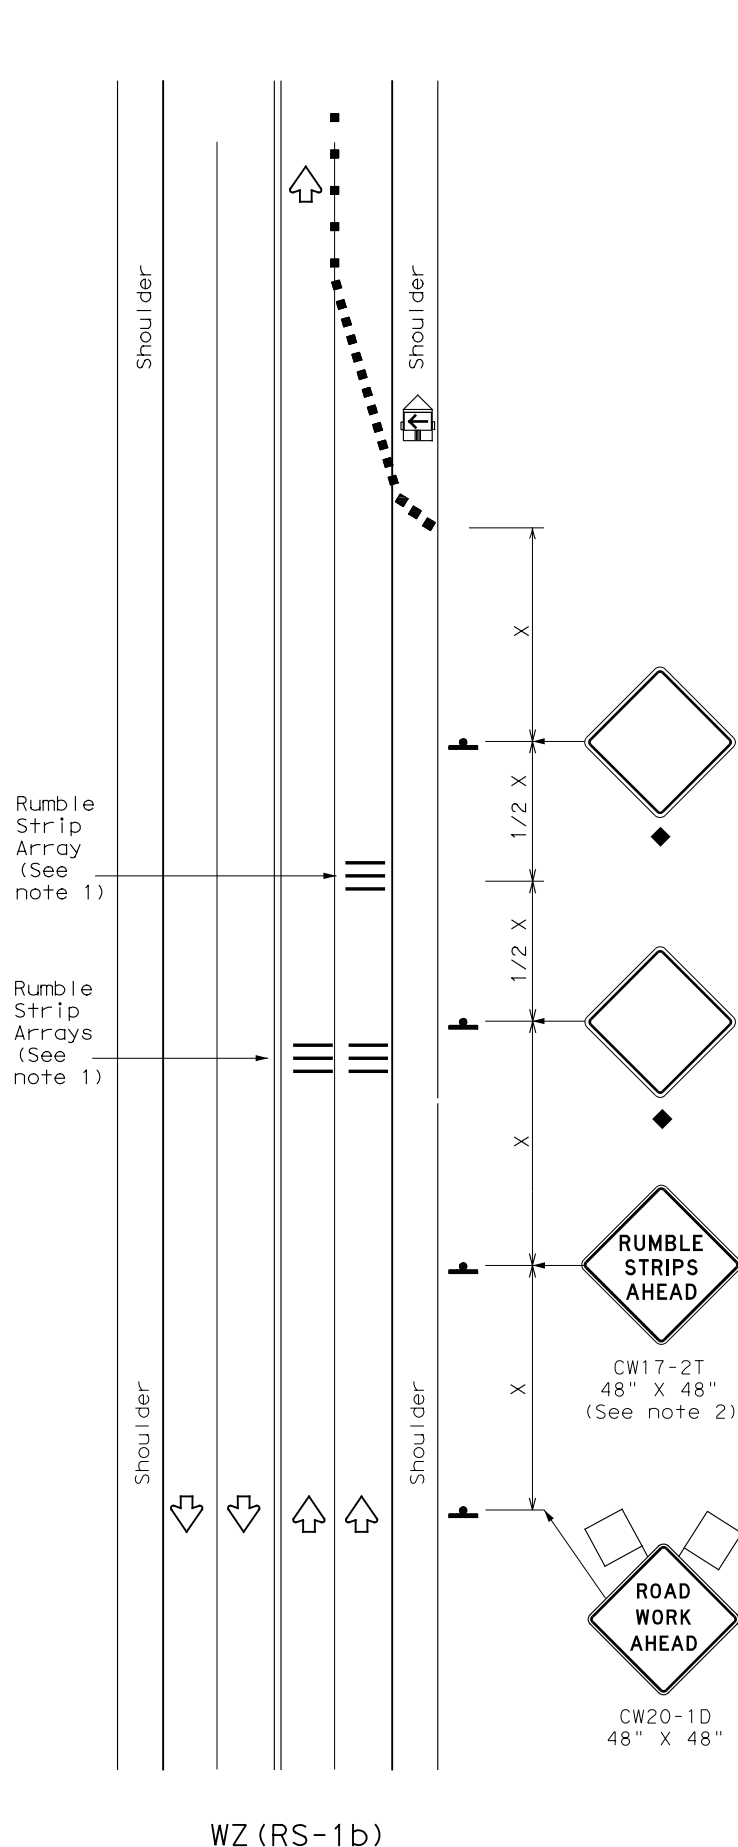 Shoulder
Shoulder
X
1/2 X
Rumble
Strip
Array
(See
note 1)
1/2 X
Rumble
Strip
Arrays
(See
note 1)
X
RUMBLE
STRIPS
AHEAD
CW17-2T
48" X 48"
(See note 2)
X
Shoulder
Shoulder
ROAD
WORK
AHEAD
CW20-1D
48" X 48"
WZ(RS-1b)